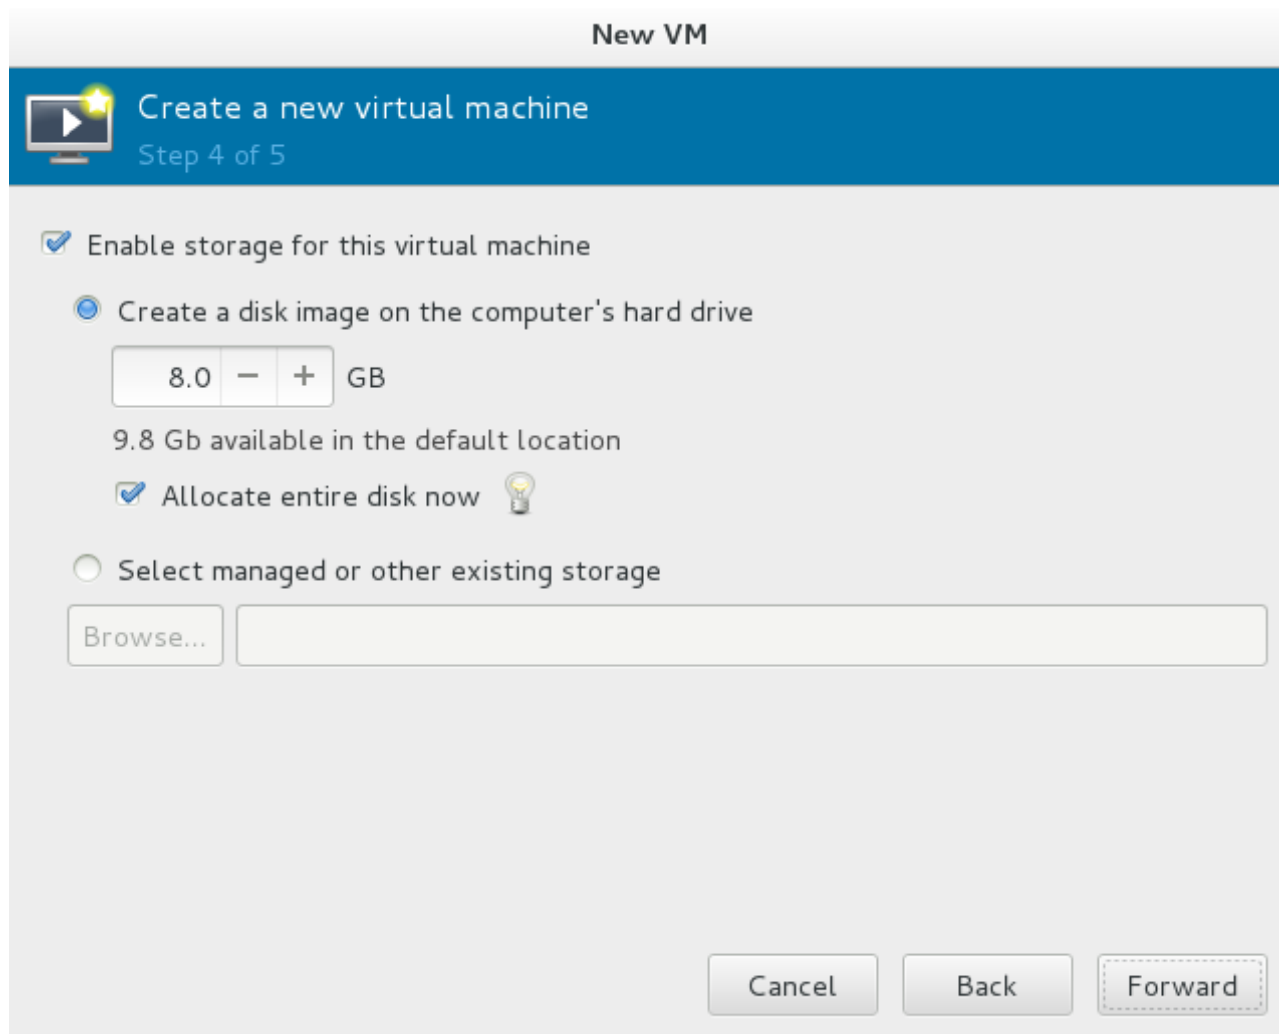 New VM
Create a new virtual machine
Step 4 of 5
Enable storage for this virtual machine
Create a disk image on the computer's hard drive
8.0 − + GB
9.8 Gb available in the default location
Allocate entire disk now
Select managed or other existing storage
Browse...
Cancel Back Forward